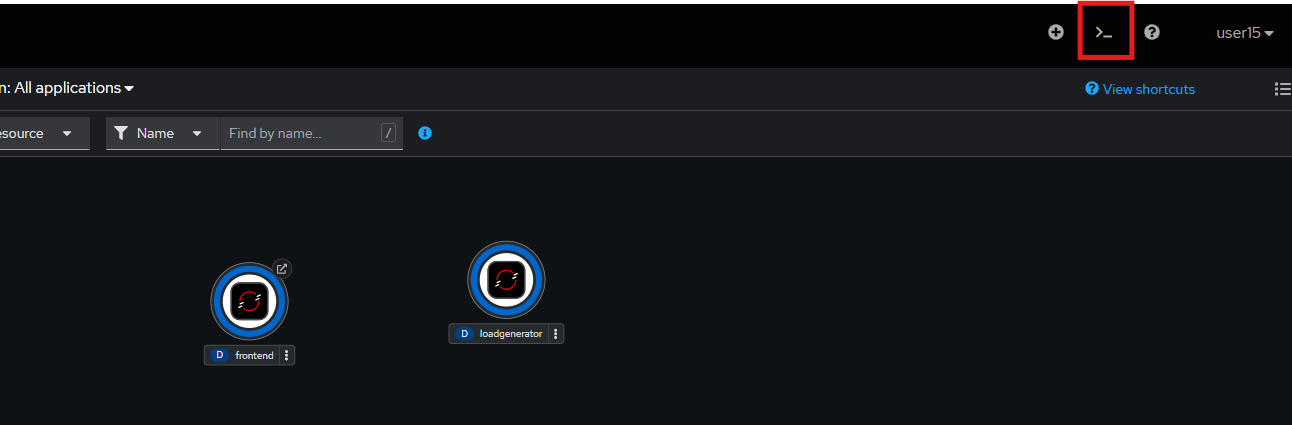 >_
user15
n: All applications
View shortcuts
esource
Name
Find by name...
/
D frontend
D loadgenerator